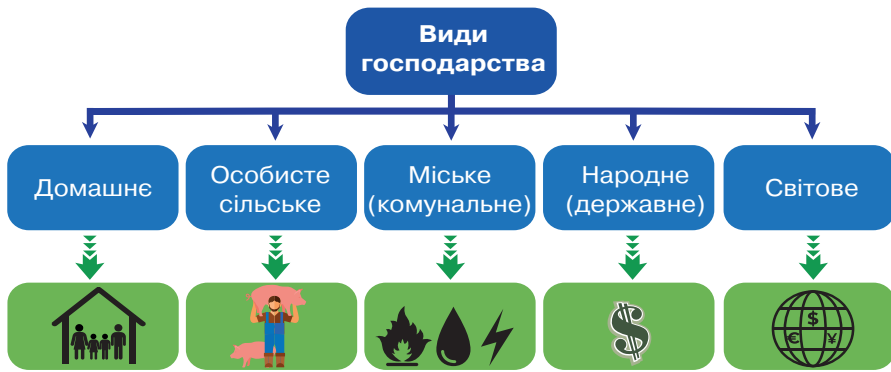 Види
господарства
Домашнє
Особисте
сільське
Міське
(комунальне)
Народне
(державне)
Світове
$
$
€
¥